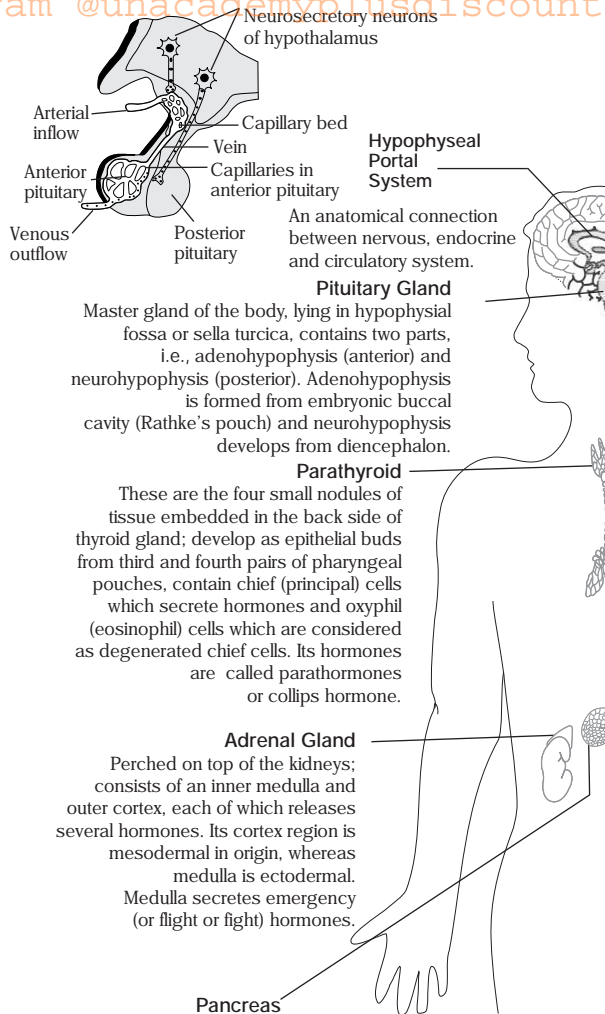 am @unacademyplusdiscount
Neurosecretory neurons
of hypothalamus
Arterial
inflow
Capillary bed
Vein
Anterior
pituitary
Capillaries in
anterior pituitary
Venous
outflow
Posterior
pituitary
Hypophyseal
Portal
System
An anatomical connection
between nervous, endocrine
and circulatory system.
Pituitary Gland
Master gland of the body, lying in hypophysial
fossa or sella turcica, contains two parts,
i.e., adenohypophysis (anterior) and
neurohypophysis (posterior). Adenohypophysis
is formed from embryonic buccal
cavity (Rathke's pouch) and neurohypophysis
develops from diencephalon.
Parathyroid
These are the four small nodules of
tissue embedded in the back side of
thyroid gland; develop as epithelial buds
from third and fourth pairs of pharyngeal
pouches, contain chief (principal) cells
which secrete hormones and oxyphil
(eosinophil) cells which are considered
as degenerated chief cells. Its hormones
are called parathormones
or collips hormone.
Adrenal Gland
Perched on top of the kidneys;
consists of an inner medulla and
outer cortex, each of which releases
several hormones. Its cortex region is
mesodermal in origin, whereas
medulla is ectodermal.
Medulla secretes emergency
(or flight or fight) hormones.
Pancreas